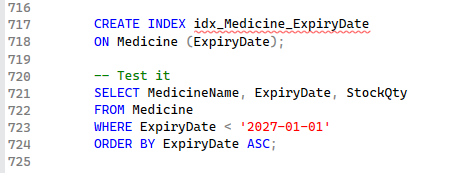 716
717 CREATE INDEX idx_Medicine_ExpiryDate
718 ON Medicine (ExpiryDate);
719
720 -- Test it
721 SELECT MedicineName, ExpiryDate, StockQty
722 FROM Medicine
723 WHERE ExpiryDate < '2027-01-01'
724 ORDER BY ExpiryDate ASC;
725